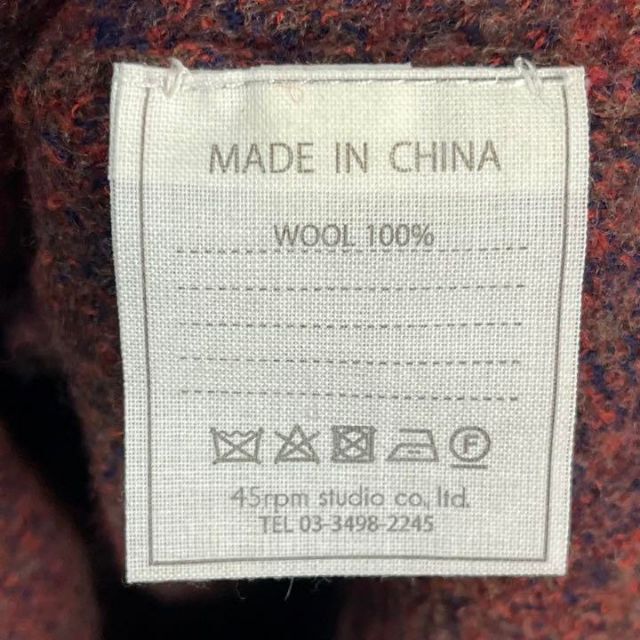 MADE IN CHINA
WOOL 100%
F
45rpm studio co., ltd.
TEL 03-3498-2245